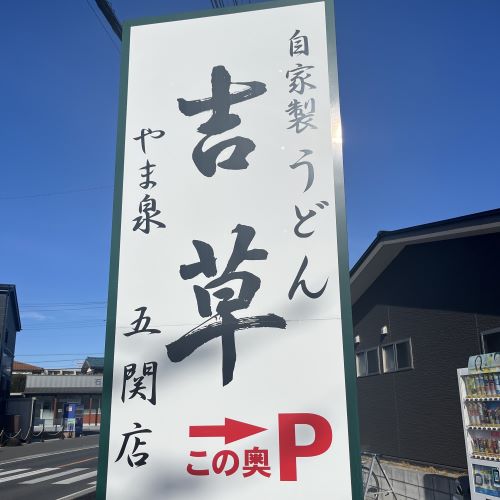 自家製うどん
吉草
やま泉 五関店
→P
この奥